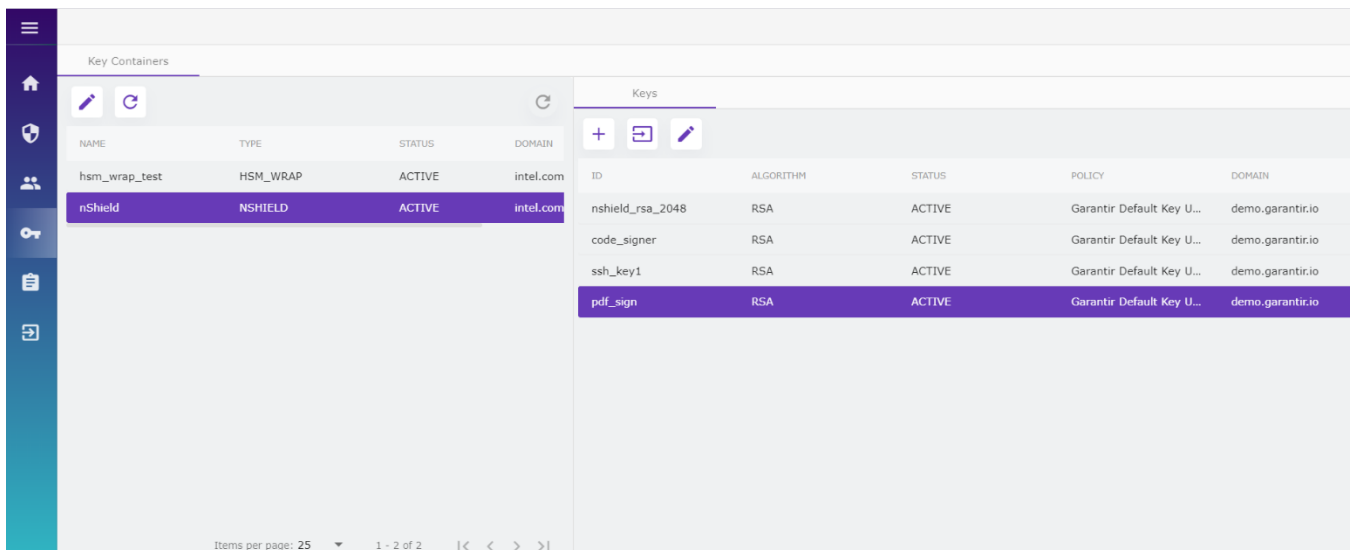 Key Containers
NAME TYPE STATUS DOMAIN
hsm_wrap_test HSM_WRAP ACTIVE intel.com
nShield NSHIELD ACTIVE intel.com
Items per page: 25 1 - 2 of 2
Keys
ID ALGORITHM STATUS POLICY DOMAIN
nshield_rsa_2048 RSA ACTIVE Garantir Default Key U... demo.garantir.io
code_signer RSA ACTIVE Garantir Default Key U... demo.garantir.io
ssh_key1 RSA ACTIVE Garantir Default Key U... demo.garantir.io
pdf_sign RSA ACTIVE Garantir Default Key U... demo.garantir.io